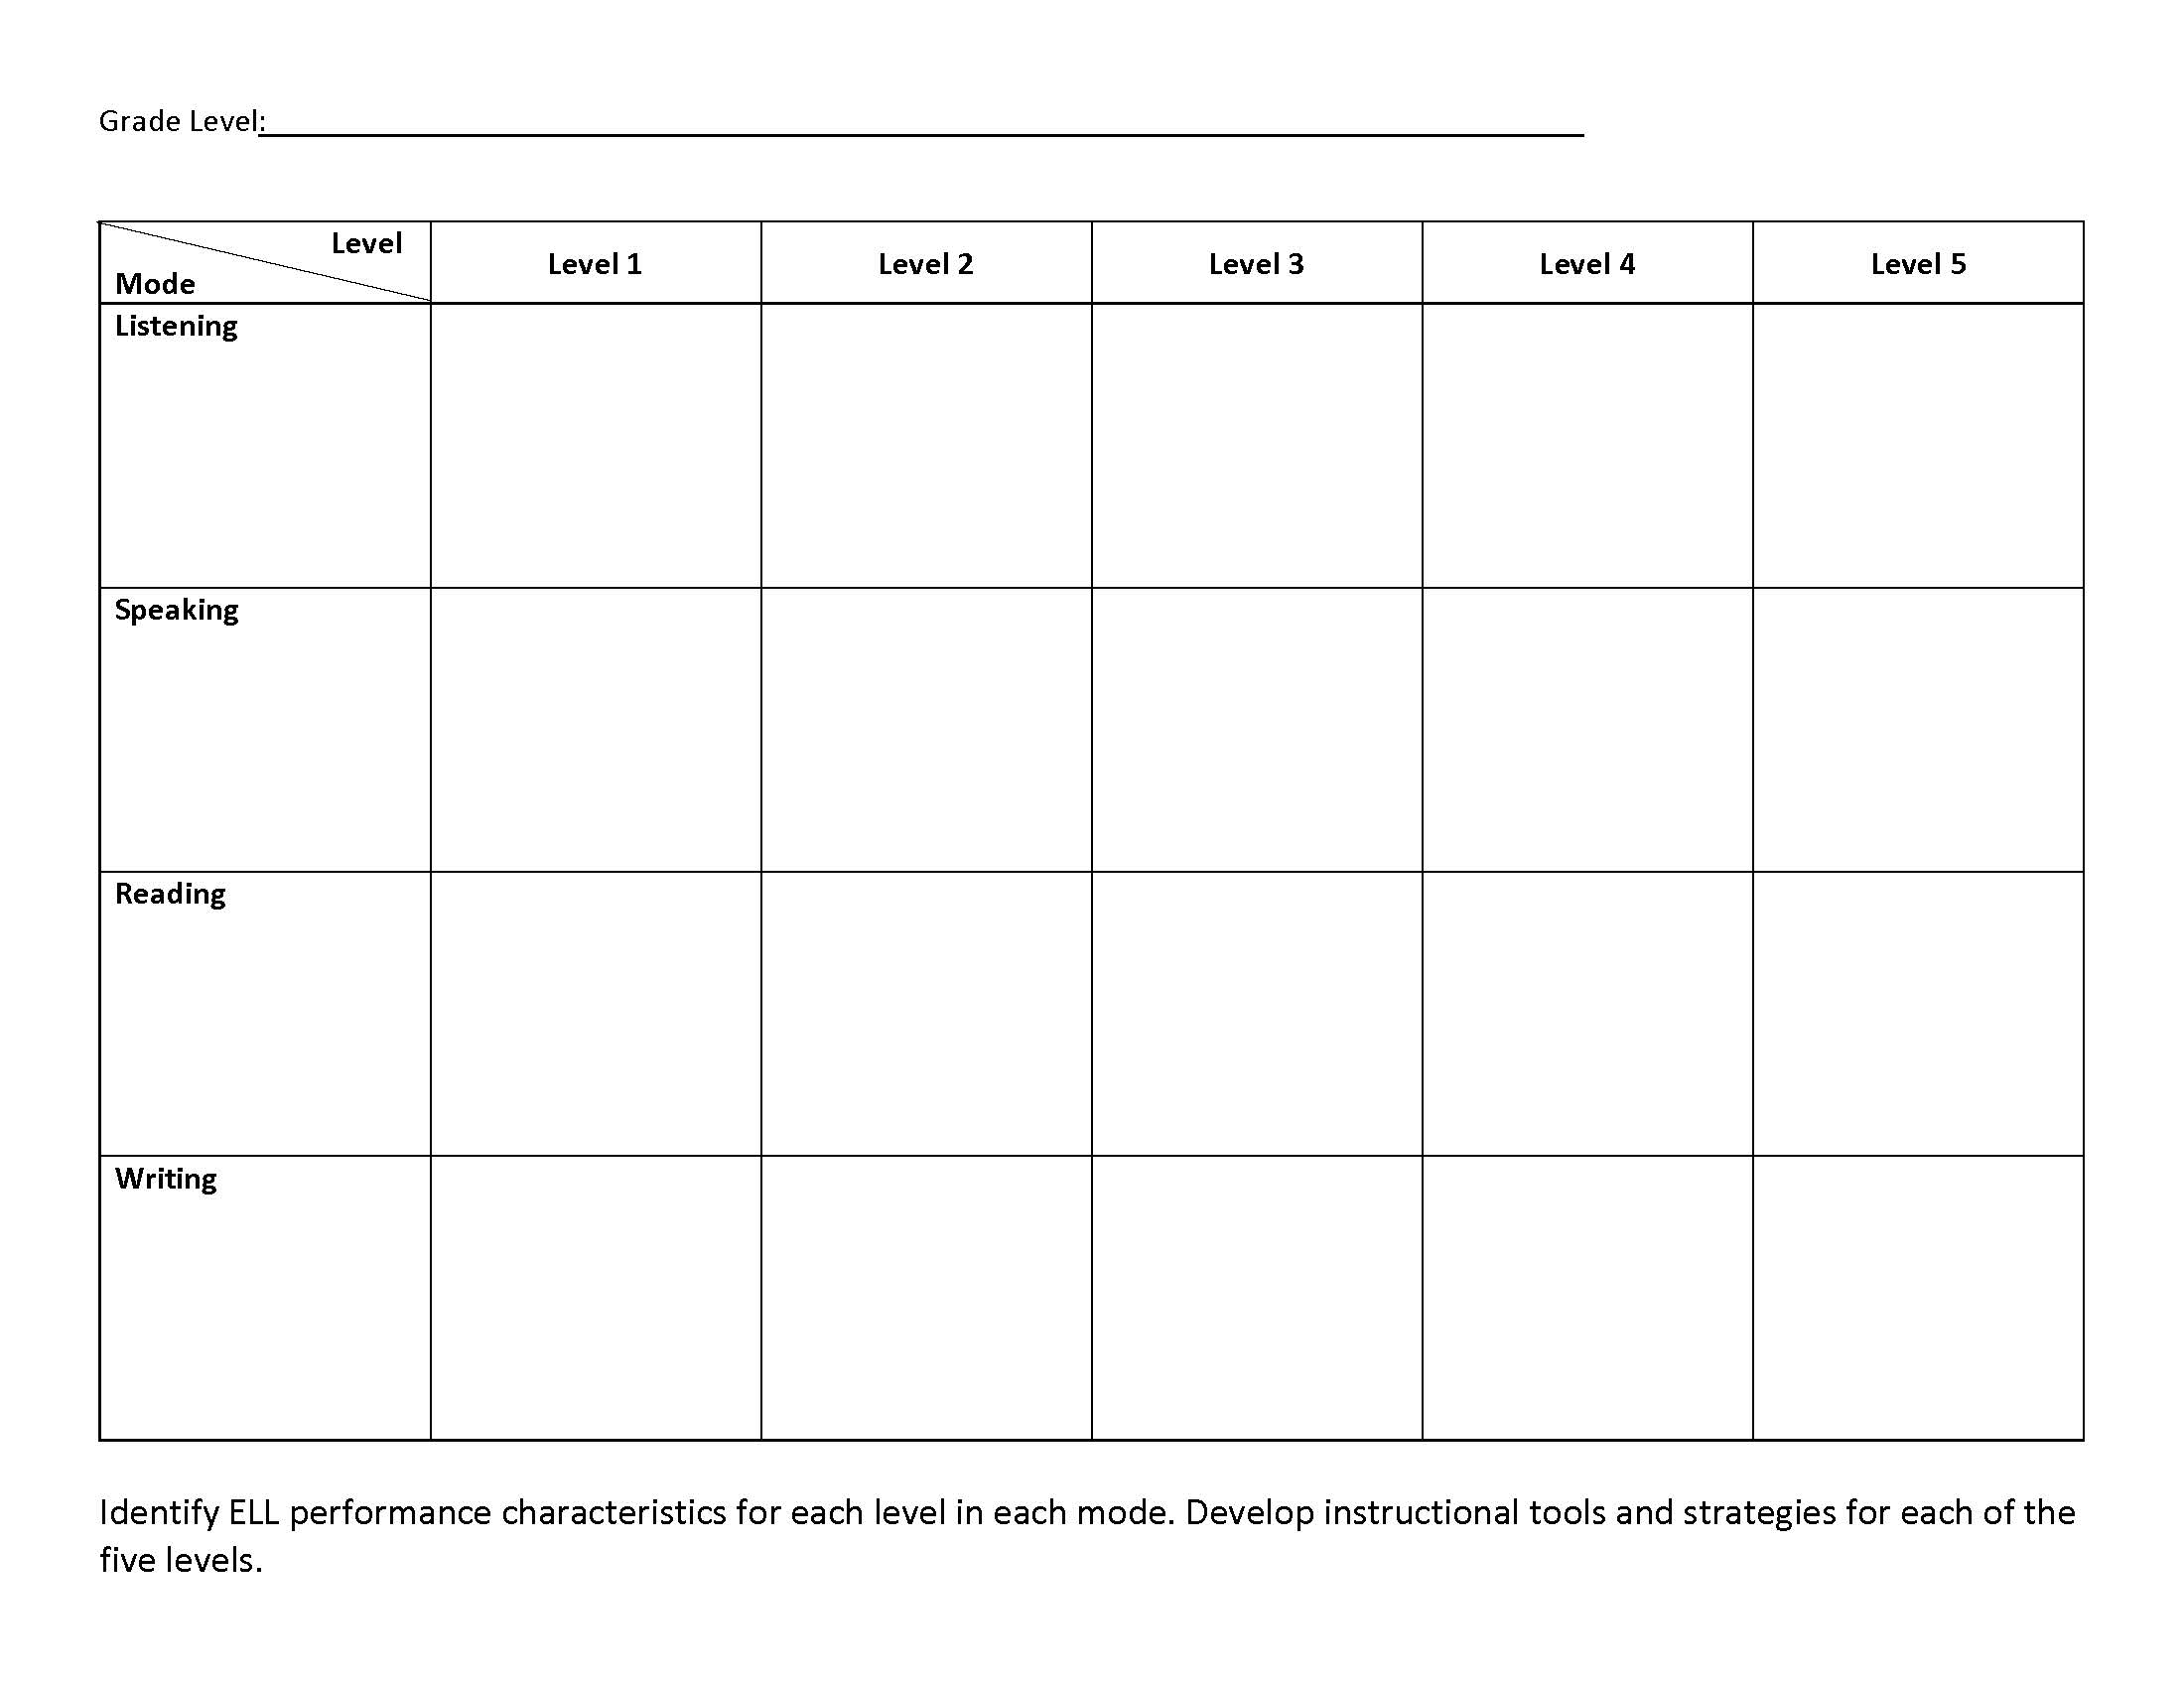 Grade Level:
Level
Mode
Level 1
Level 2
Level 3
Level 4
Level 5
Listening
Speaking
Reading
Writing
Identify ELL performance characteristics for each level in each mode. Develop instructional tools and strategies for each of the
five levels.